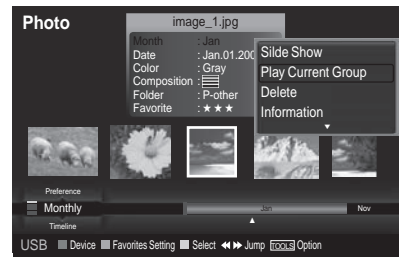 Photo
image_1.jpg
Month : Jan
Date : Jan.01.200
Color : Gray
Composition :
Folder : P-other
Favorite : ★ ★ ★
Silde Show
Play Current Group
Delete
Information
▼
Preference
Monthly
Timeline
Jan
Nov
▲
USB Device Favorites Setting Select ◄◄ ►► Jump TOOLS Option